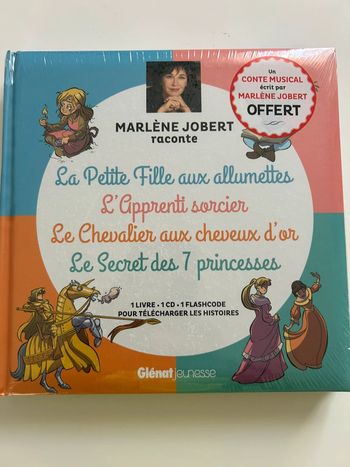 Un
CONTE MUSICAL
écrit par
MARLÈNE JOBERT
OFFERT
MARLÈNE JOBERT
raconte
La Petite Fille aux allumettes
L'Apprenti sorcier
Le Chevalier aux cheveux d'or
Le Secret des 7 princesses
1 LIVRE • 1 CD • 1 FLASHCODE
POUR TÉLÉCHARGER LES HISTOIRES
Glénat jeunesse